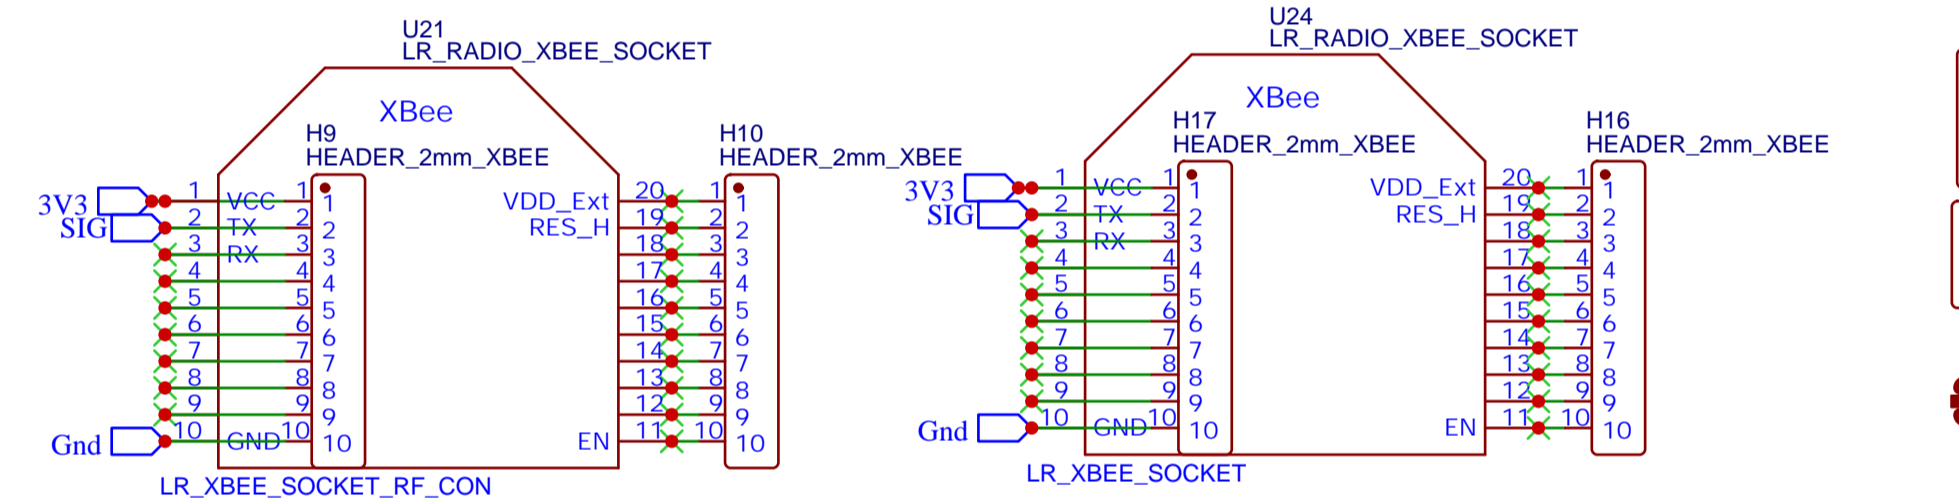 U21
LR_RADIO_XBEE_SOCKET
XBee
H9
HEADER_2mm_XBEE
H10
HEADER_2mm_XBEE
3V3 1 VCC 1 1 VDD_Ext 20 1 1
SIG 2 TX 2 2 RES_H 19 2 2
3 RX 3 3 18 3 3
4 4 4 17 4 4
5 5 5 16 5 5
6 6 6 15 6 6
7 7 7 14 7 7
8 8 8 13 8 8
9 9 9 12 9 9
Gnd 10 GND 10 10 EN 11 10 10
LR_XBEE_SOCKET_RF_CON
U24
LR_RADIO_XBEE_SOCKET
XBee
H17
HEADER_2mm_XBEE
H16
HEADER_2mm_XBEE
3V3 1 VCC 1 1 VDD_Ext 20 1 1
SIG 2 TX 2 2 RES_H 19 2 2
3 RX 3 3 18 3 3
4 4 4 17 4 4
5 5 5 16 5 5
6 6 6 15 6 6
7 7 7 14 7 7
8 8 8 13 8 8
9 9 9 12 9 9
Gnd 10 GND 10 10 EN 11 10 10
LR_XBEE_SOCKET